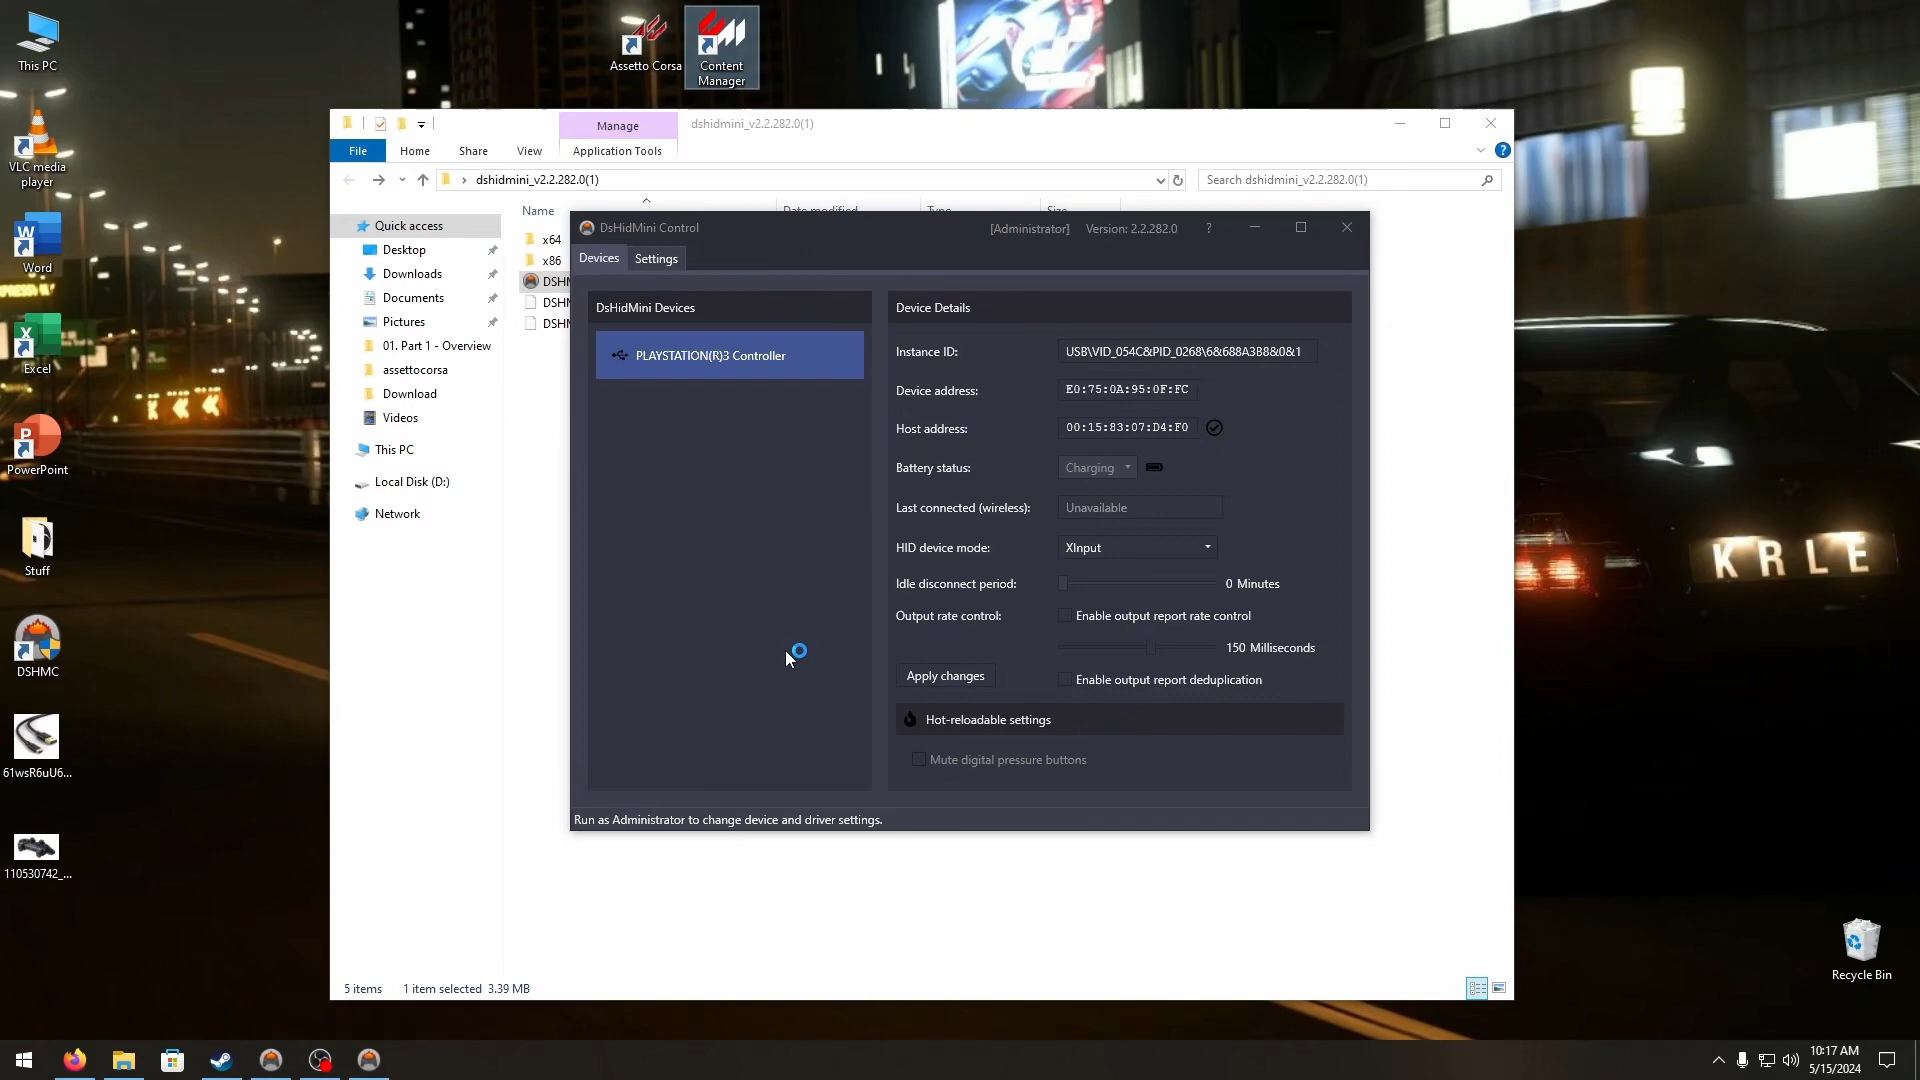 This PC
VLC media
player
Word
Excel
PowerPoint
Stuff
DSHMC
61wsR6uU6...
110530742_...
Assetto Corsa
Content
Manager
Recycle Bin
KRLE
Manage
dshidmini_v2.2.282.0(1)
File
Home
Share
View
Application Tools
dshidmini_v2.2.282.0(1)
Search dshidmini_v2.2.282.0(1)
Name
Date modified
Type
Size
Quick access
Desktop
Downloads
Documents
Pictures
01. Part 1 - Overview
assettocorsa
Download
Videos
This PC
Local Disk (D:)
Network
x64
x86
DSHM
DSHM
DSHM
5 items
1 item selected 3.39 MB
DsHidMini Control
[Administrator]
Version: 2.2.282.0
?
Devices
Settings
DsHidMini Devices
PLAYSTATION(R)3 Controller
Device Details
Instance ID:
USB\VID_054C&PID_0268\6&688A3B8&0&1
Device address:
E0:75:0A:95:0F:FC
Host address:
00:15:83:07:D4:F0
Battery status:
Charging
Last connected (wireless):
Unavailable
HID device mode:
XInput
Idle disconnect period:
0 Minutes
Output rate control:
Enable output report rate control
150 Milliseconds
Apply changes
Enable output report deduplication
Hot-reloadable settings
Mute digital pressure buttons
Run as Administrator to change device and driver settings.
10:17 AM
5/15/2024